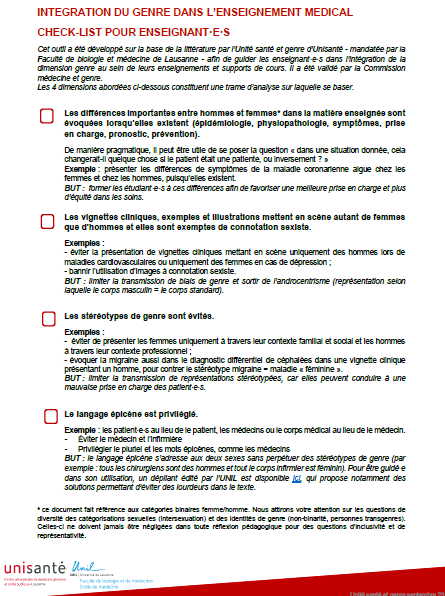 INTEGRATION DU GENRE DANS L'ENSEIGNEMENT MEDICAL
CHECK-LIST POUR ENSEIGNANT·E·S
Cet outil a été développé sur la base de la littérature par l'Unité santé et genre d'Unisanté - mandatée par la
Faculté de biologie et médecine de Lausanne - afin de guider les enseignant-e-s dans l'intégration de la
dimension genre au sein de leurs enseignements et supports de cours. Il a été validé par la Commission
médecine et genre.
Les 4 dimensions abordées ci-dessous constituent une trame d'analyse sur laquelle se baser.
Les différences importantes entre hommes et femmes* dans la matière enseignée sont
évoquées lorsqu'elles existent (épidémiologie, physiopathologie, symptômes, prise
en charge, pronostic, prévention).
De manière pragmatique, il peut être utile de se poser la question « dans une situation donnée, cela
changerait-il quelque chose si le patient était une patiente, ou inversement ? »
Exemple : présenter les différences de symptômes de la maladie coronarienne aigue chez les
femmes et chez les hommes, puisqu'elles existent.
BUT : former les étudiant·e·s à ces différences afin de favoriser une meilleure prise en charge et plus
d'équité dans les soins.
Les vignettes cliniques, exemples et illustrations mettent en scène autant de femmes
que d'hommes et elles sont exemptes de connotation sexiste.
Exemples :
- éviter la présentation de vignettes cliniques mettant en scène uniquement des hommes lors de
maladies cardiovasculaires ou uniquement des femmes en cas de dépression ;
- bannir l'utilisation d'images à connotation sexiste.
BUT : limiter la transmission de biais de genre et sortir de l'androcentrisme (représentation selon
laquelle le corps masculin = le corps standard).
Les stéréotypes de genre sont évités.
Exemples :
- éviter de présenter les femmes uniquement à travers leur contexte familial et social et les hommes
à travers leur contexte professionnel ;
- évoquer la migraine aussi dans le diagnostic différentiel de céphalées dans une vignette clinique
présentant un homme, pour contrer le stéréotype migraine = maladie « féminine ».
BUT : limiter la transmission de représentations stéréotypées, car elles peuvent conduire à une
mauvaise prise en charge des patient·e·s.
Le langage épicène est privilégié.
Exemple : les patient·e·s au lieu de le patient, les médecins ou le corps médical au lieu de le médecin.
- Éviter le médecin et l'infirmière
- Privilégier le pluriel et les mots épicènes, comme les médecins
BUT : le langage épicène s'adresse aux deux sexes sans perpétuer des stéréotypes de genre (par
exemple : tous les chirurgiens sont des hommes et tout le corps infirmier est féminin). Pour être guidé·e
dans son utilisation, un dépliant édité par l'UNIL est disponible ici, qui propose notamment des
solutions permettant d'éviter des lourdeurs dans le texte.
* ce document fait référence aux catégories binaires femme/homme. Nous attirons votre attention sur les questions de
diversité des catégorisations sexuelles (intersexuation) et des identités de genre (non-binarité, personnes transgenres).
Celles-ci ne doivent jamais être négligées dans toute réflexion pédagogique pour des questions d'inclusivité et de
représentativité.
unisanté
Centre universitaire de médecine générale
et santé publique · Lausanne
Unil
UNIL | Université de Lausanne
Faculté de biologie et de médecine
École de médecine
Unité santé et genre septembre 23